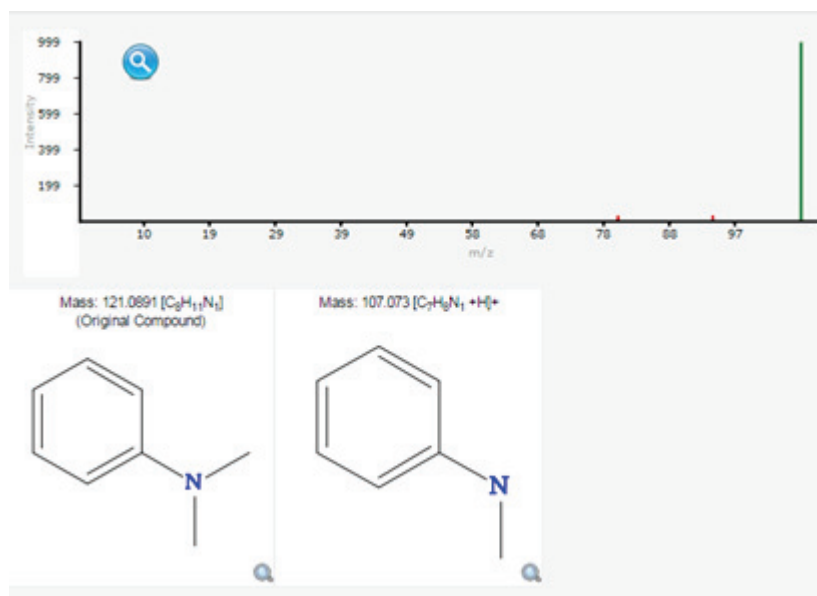 999
799
599
399
199
Intensity
10 19 29 39 49 58 68 78 88 97
m/z
Mass: 121.0891 [C₈H₁₁N₁]
(Original Compound)
Mass: 107.073 [C₇H₈N₁ +H]+
N
N